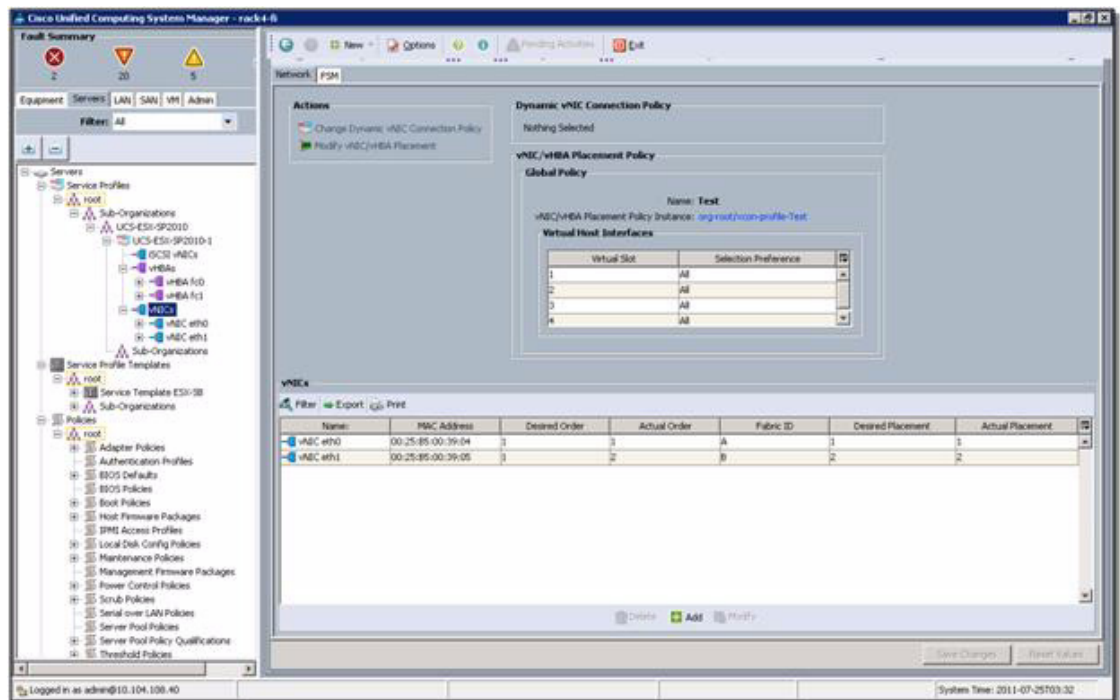 Cisco Unified Computing System Manager - rack4-fi
Fault Summary
2 20 5
Equipment Servers LAN SAN VM Admin
Filter: All
Servers
Service Profiles
root
Sub-Organizations
UCS-ESX-SP2010
UCS-ESX-SP2010-1
iSCSI vNICs
vHBAs
vHBA fc0
vHBA fc1
vNICs
vNIC eth0
vNIC eth1
Sub-Organizations
Service Profile Templates
root
Service Template ESX-SB
Sub-Organizations
Policies
root
Adapter Policies
Authentication Profiles
BIOS Defaults
BIOS Policies
Boot Policies
Host Firmware Packages
IPMI Access Profiles
Local Disk Config Policies
Maintenance Policies
Management Firmware Packages
Power Control Policies
Scrub Policies
Serial over LAN Policies
Server Pool Policies
Server Pool Policy Qualifications
Threshold Policies
New Options Pending Activities Exit
Network FSM
Actions
Change Dynamic vNIC Connection Policy
Modify vNIC/vHBA Placement
Dynamic vNIC Connection Policy
Nothing Selected
vNIC/vHBA Placement Policy
Global Policy
Name: Test
vNIC/vHBA Placement Policy Instance: org-root/vcon-profile-Test
Virtual Host Interfaces
Virtual Slot Selection Preference
1 All
2 All
3 All
4 All
vNICs
Filter Export Print
Name: MAC Address Desired Order Actual Order Fabric ID Desired Placement Actual Placement
vNIC eth0 00:25:B5:00:39:04 1 1 A 1 1
vNIC eth1 00:25:B5:00:39:05 1 2 B 2 2
Delete Add Modify
Save Changes Reset Values
Logged in as admin@10.104.108.40 System Time: 2011-07-25T03:32